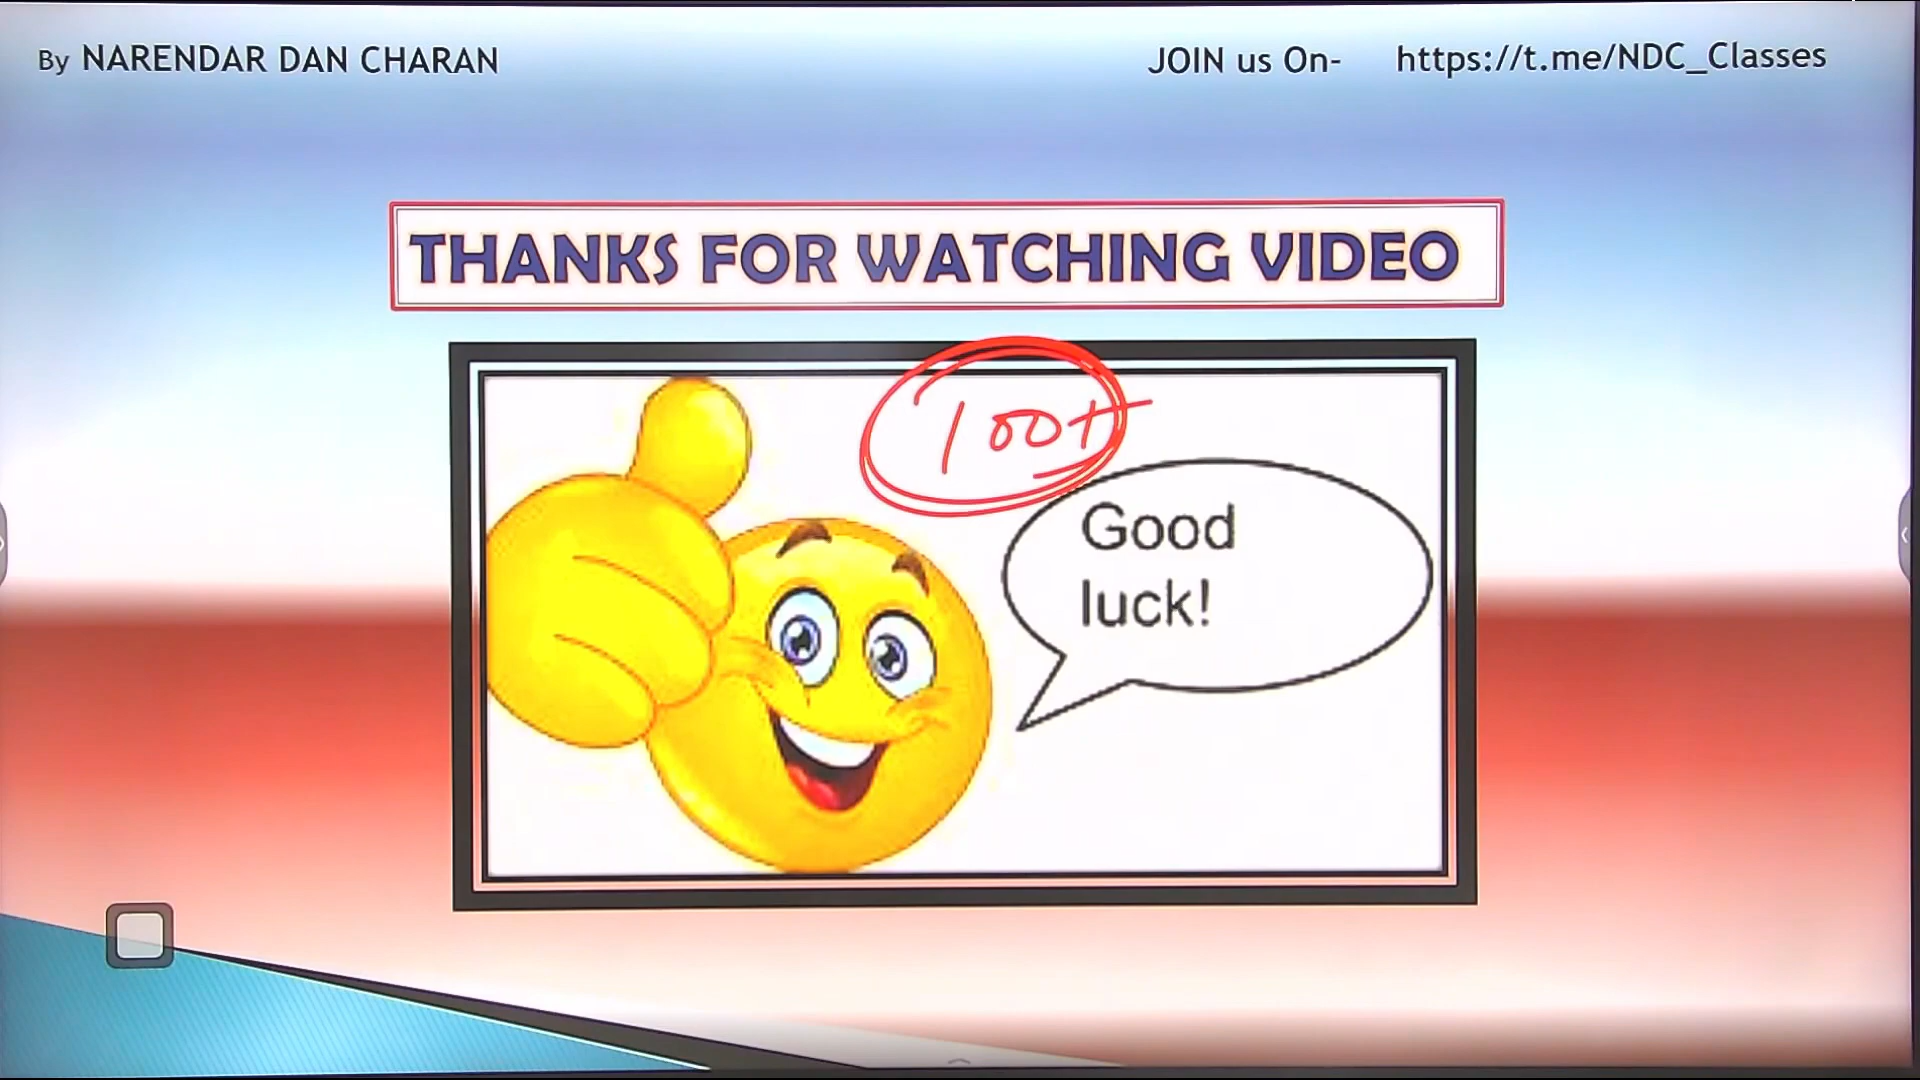 By NARENDAR DAN CHARAN
JOIN us On- https://t.me/NDC_Classes
THANKS FOR WATCHING VIDEO
100+
Good
luck!